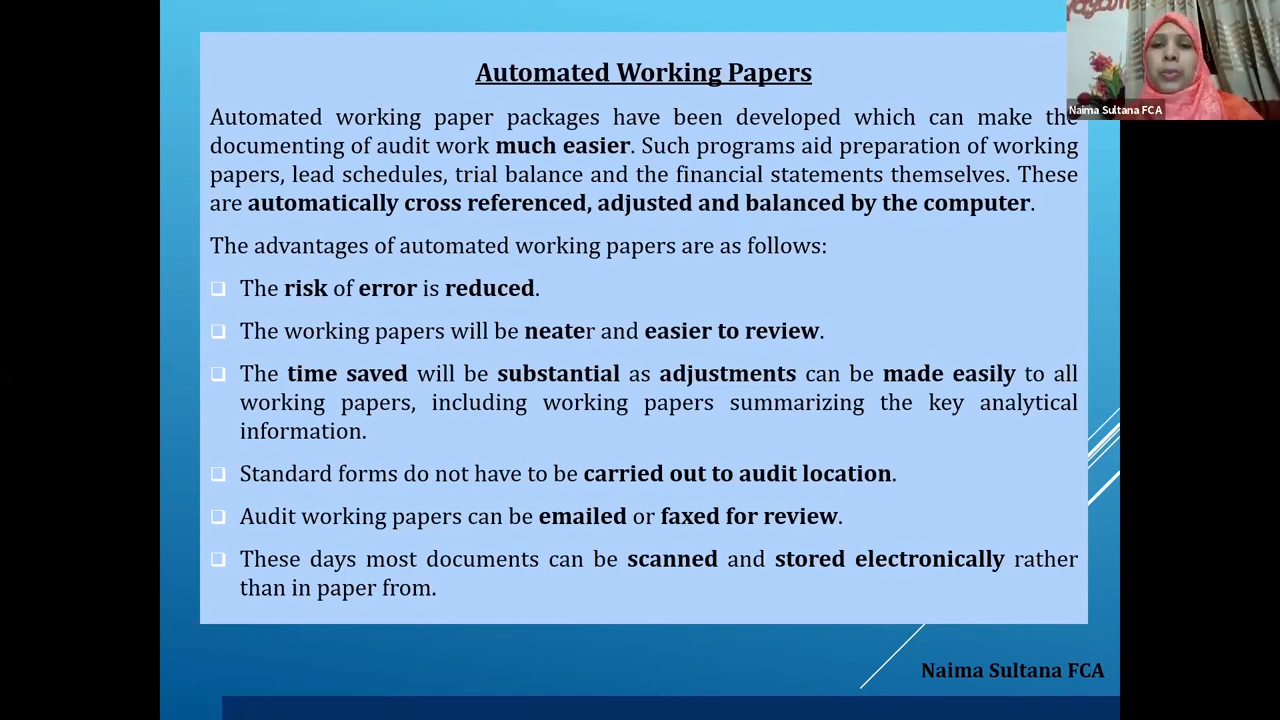 Automated Working Papers
Automated working paper packages have been developed which can make the
documenting of audit work much easier. Such programs aid preparation of working
papers, lead schedules, trial balance and the financial statements themselves. These
are automatically cross referenced, adjusted and balanced by the computer.
The advantages of automated working papers are as follows:
The risk of error is reduced.
The working papers will be neater and easier to review.
The time saved will be substantial as adjustments can be made easily to all
working papers, including working papers summarizing the key analytical
information.
Standard forms do not have to be carried out to audit location.
Audit working papers can be emailed or faxed for review.
These days most documents can be scanned and stored electronically rather
than in paper from.
Naima Sultana FCA
Naima Sultana FCA